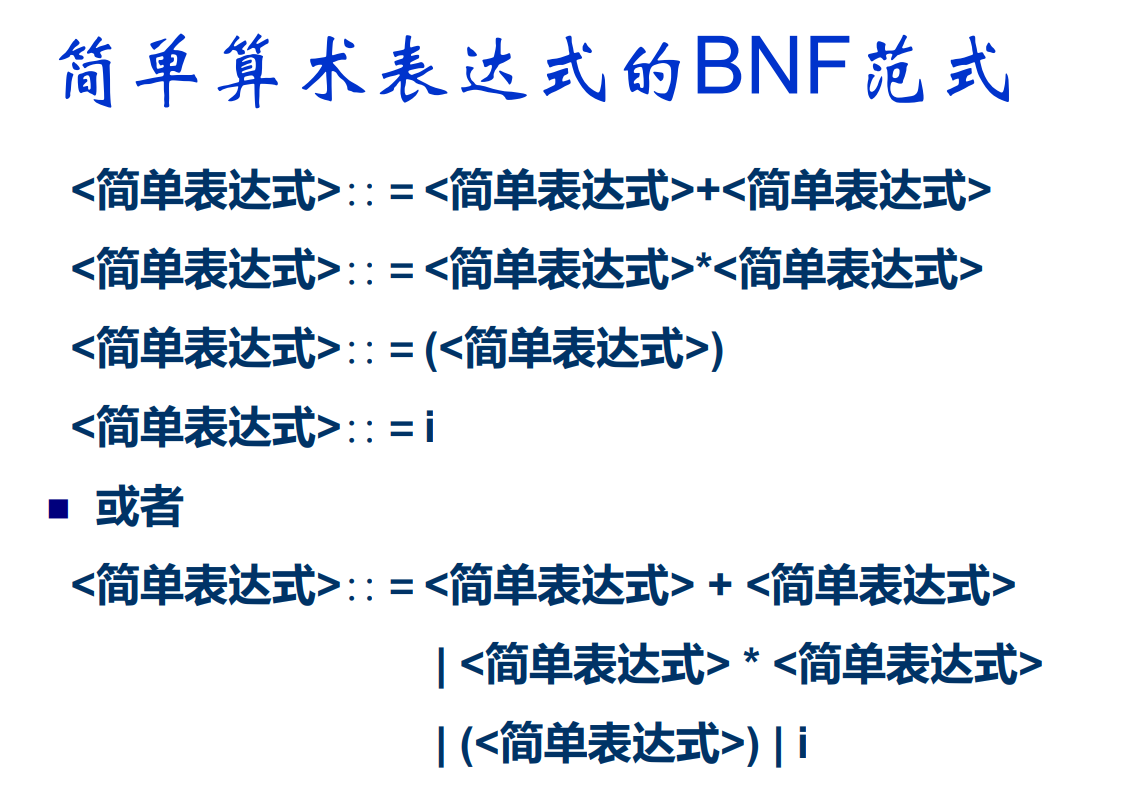 简单算术表达式的BNF范式
<简单表达式>::=<简单表达式>+<简单表达式>
<简单表达式>::=<简单表达式>*<简单表达式>
<简单表达式>::=(<简单表达式>)
<简单表达式>::=i
■ 或者
<简单表达式>::=<简单表达式> + <简单表达式>
| <简单表达式> * <简单表达式>
| (<简单表达式>) | i